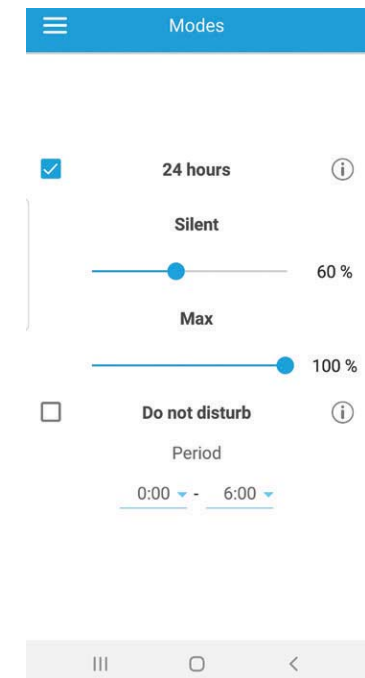 Modes
24 hours
Silent
60 %
Max
100 %
Do not disturb
Period
0:00 - 6:00